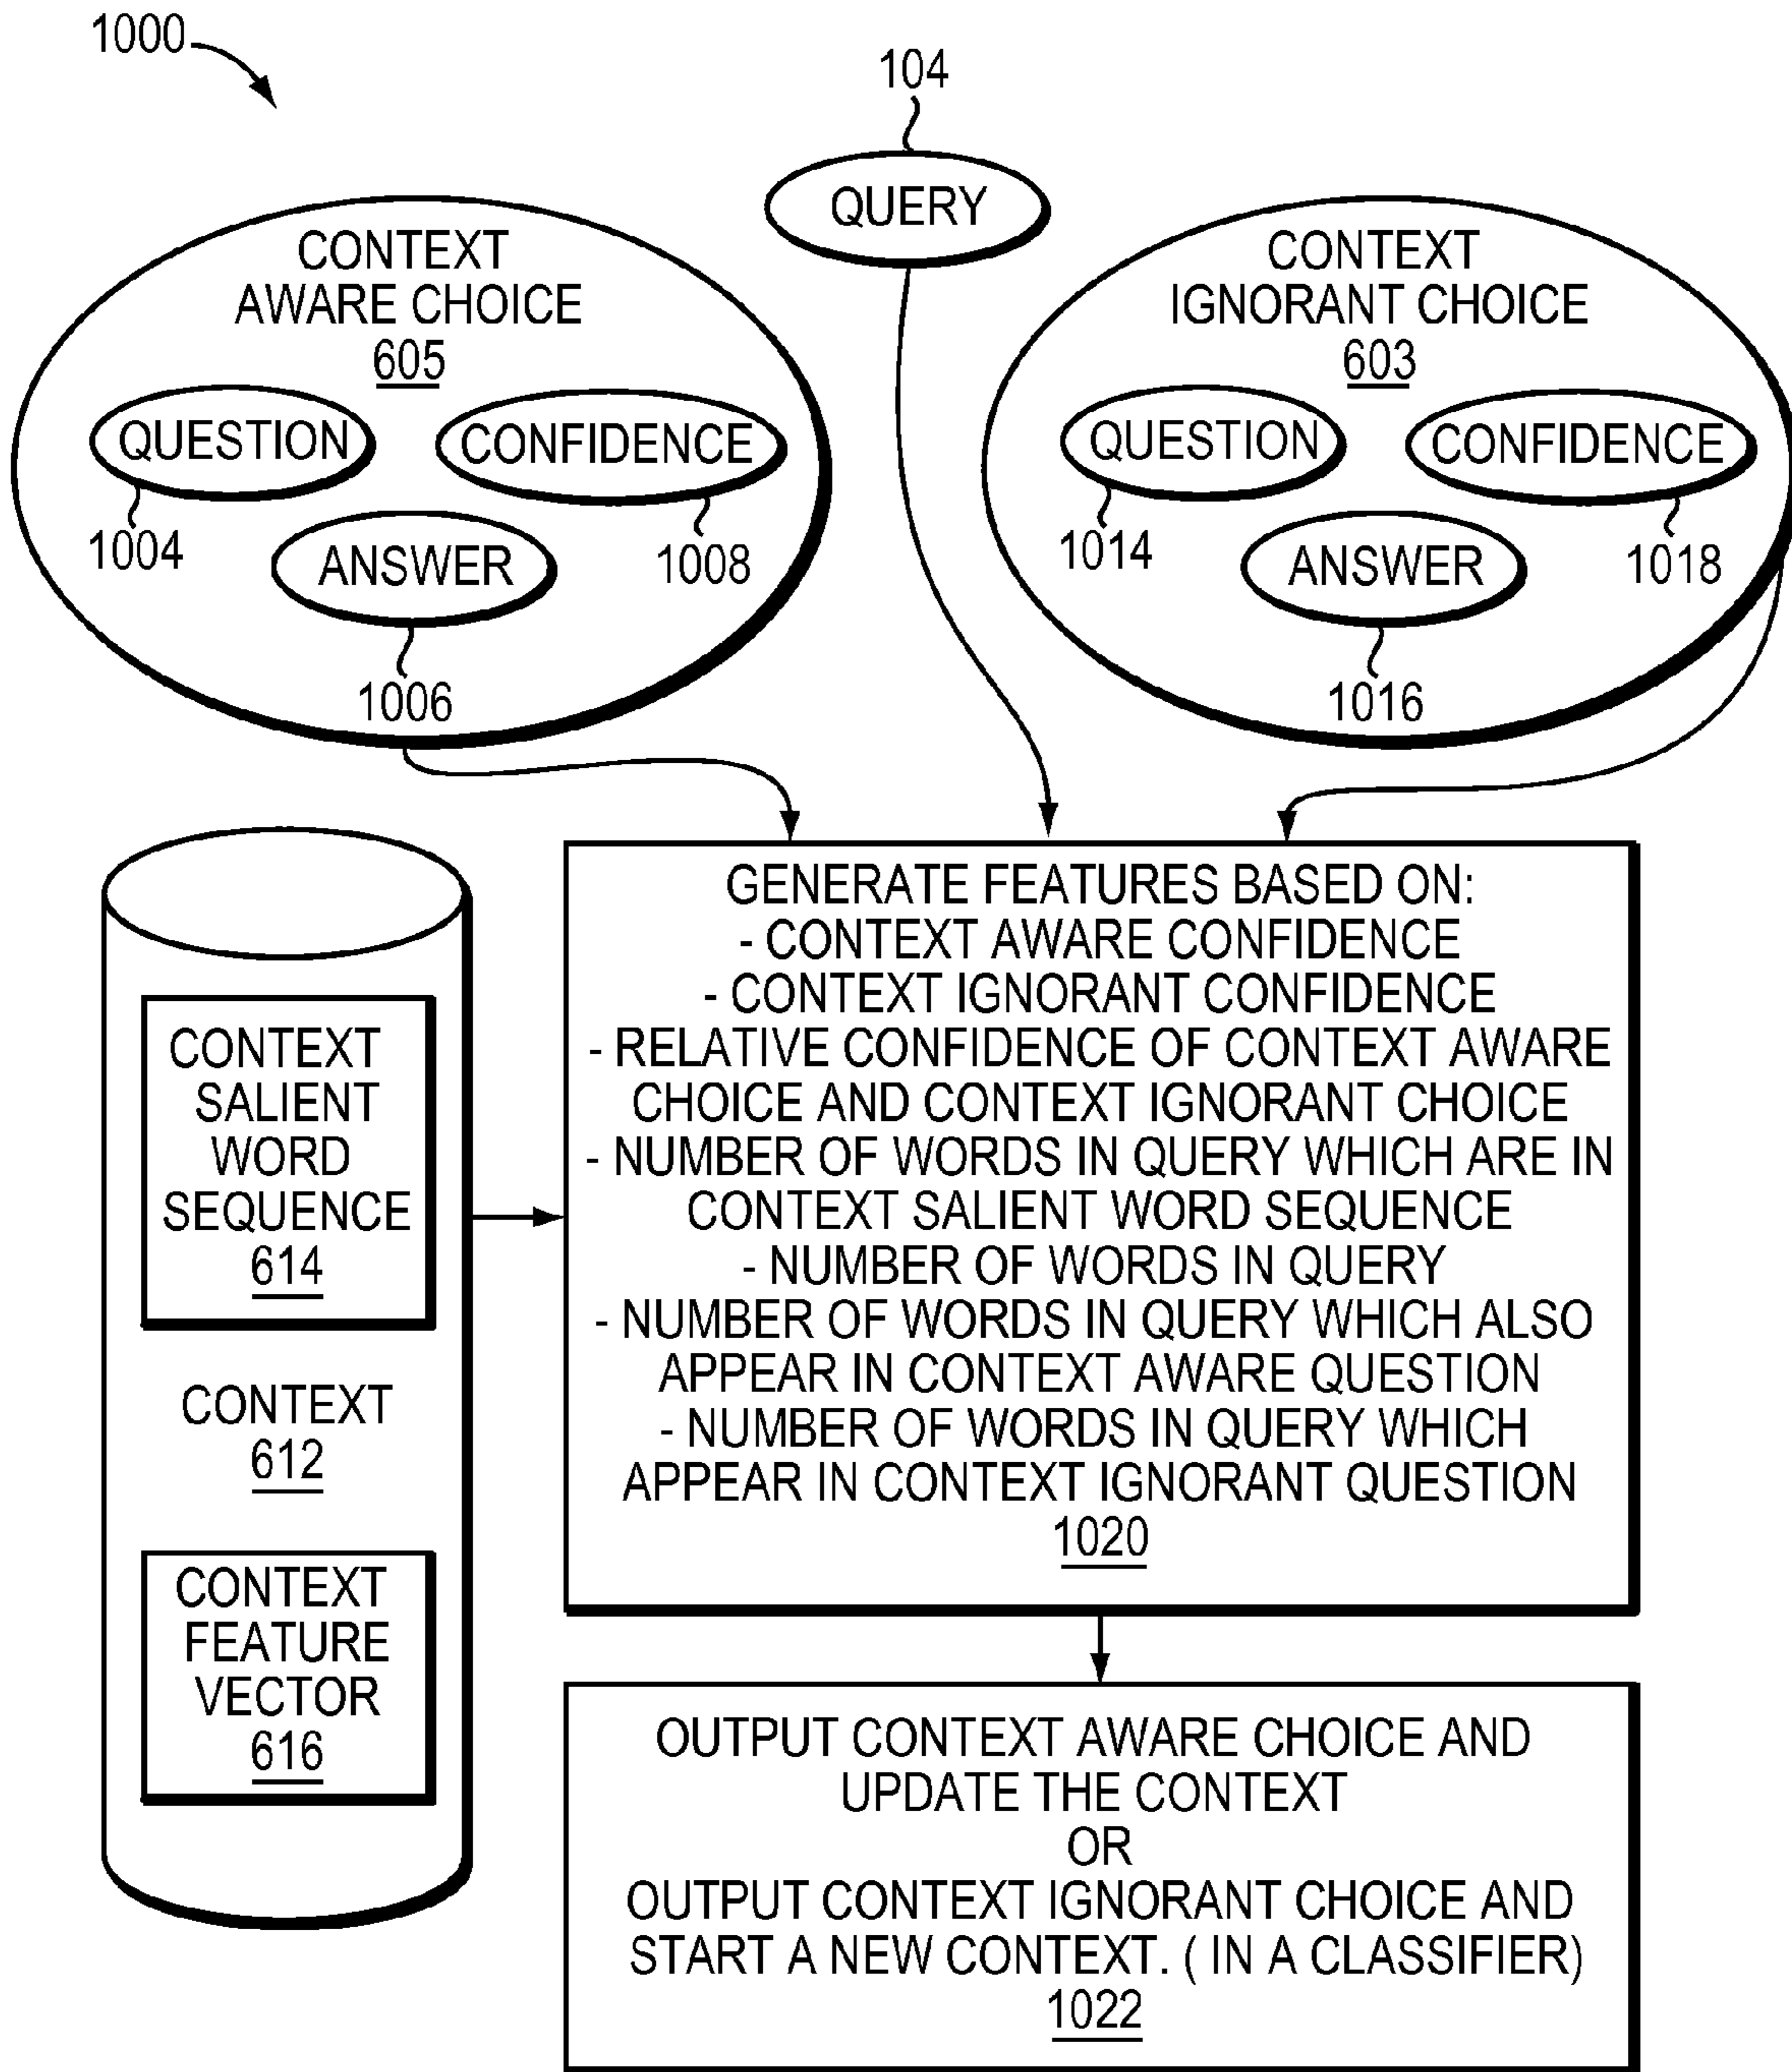 1000
104
QUERY
CONTEXT
AWARE CHOICE
605
QUESTION
CONFIDENCE
1004
ANSWER
1008
1006
CONTEXT
IGNORANT CHOICE
603
QUESTION
CONFIDENCE
1014
ANSWER
1018
1016
CONTEXT
SALIENT
WORD
SEQUENCE
614
CONTEXT
612
CONTEXT
FEATURE
VECTOR
616
GENERATE FEATURES BASED ON:
- CONTEXT AWARE CONFIDENCE
- CONTEXT IGNORANT CONFIDENCE
- RELATIVE CONFIDENCE OF CONTEXT AWARE
CHOICE AND CONTEXT IGNORANT CHOICE
- NUMBER OF WORDS IN QUERY WHICH ARE IN
CONTEXT SALIENT WORD SEQUENCE
- NUMBER OF WORDS IN QUERY
- NUMBER OF WORDS IN QUERY WHICH ALSO
APPEAR IN CONTEXT AWARE QUESTION
- NUMBER OF WORDS IN QUERY WHICH
APPEAR IN CONTEXT IGNORANT QUESTION
1020
OUTPUT CONTEXT AWARE CHOICE AND
UPDATE THE CONTEXT
OR
OUTPUT CONTEXT IGNORANT CHOICE AND
START A NEW CONTEXT. ( IN A CLASSIFIER)
1022